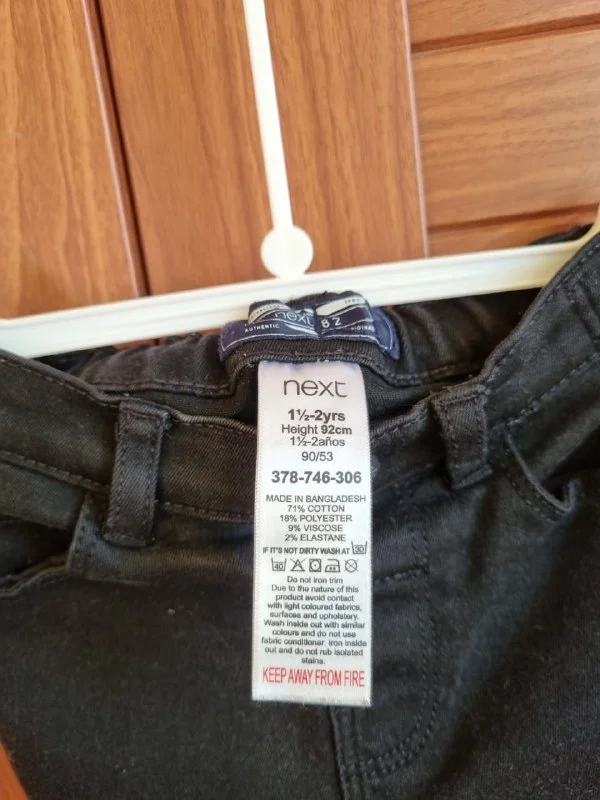 next
82
AUTHENTIC
next
1½-2yrs
Height 92cm
1½-2años
90/53
378-746-306
MADE IN BANGLADESH
71% COTTON
18% POLYESTER
9% VISCOSE
2% ELASTANE
IF IT'S NOT DIRTY WASH AT 30
40
Do not iron trim
Due to the nature of this
product avoid contact
with light coloured fabrics,
surfaces and upholstery.
Wash inside out with similar
colours and do not use
fabric conditioner. Iron inside
out and do not rub isolated
stains.
KEEP AWAY FROM FIRE